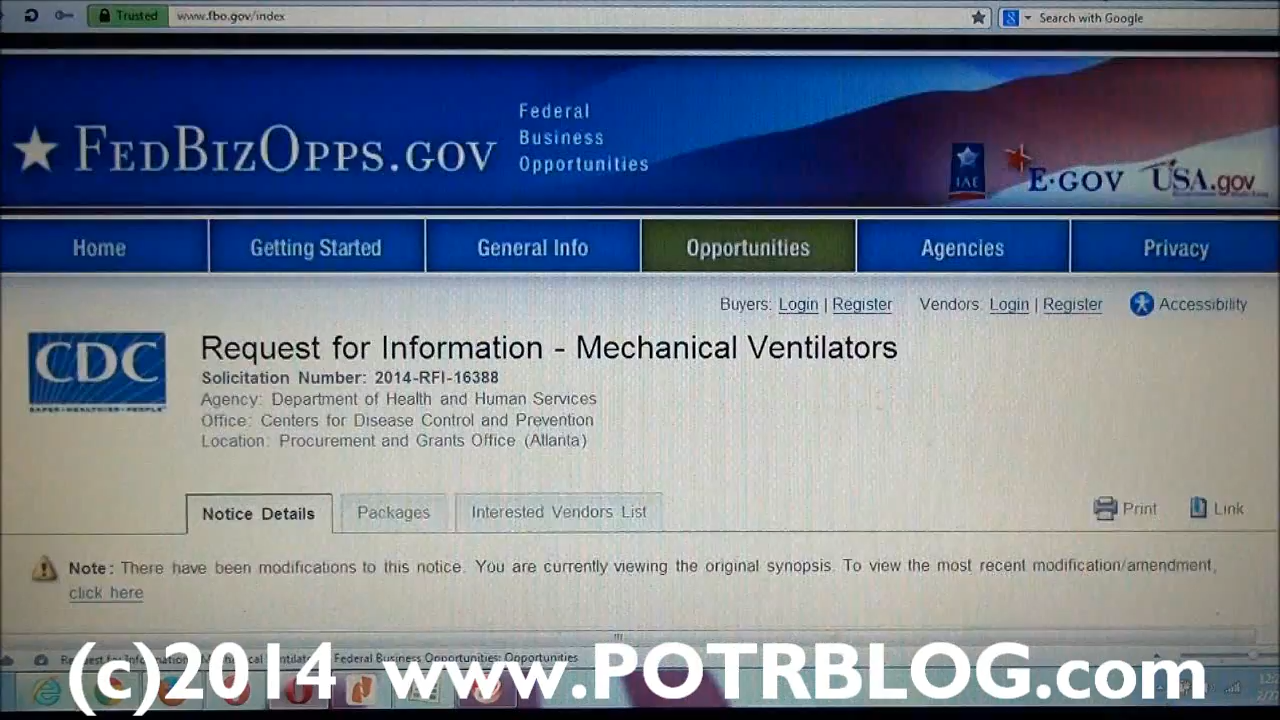 Trusted www.fbo.gov/index Search with Google
FEDBIZOPPS.GOV
Federal
Business
Opportunities
IAE
E-GOV USA.gov
Home Getting Started General Info Opportunities Agencies Privacy
Buyers: Login | Register Vendors: Login | Register Accessibility
CDC
SAFER•HEALTHIER•PEOPLE
Request for Information - Mechanical Ventilators
Solicitation Number: 2014-RFI-16388
Agency: Department of Health and Human Services
Office: Centers for Disease Control and Prevention
Location: Procurement and Grants Office (Atlanta)
Notice Details Packages Interested Vendors List Print Link
Note: There have been modifications to this notice. You are currently viewing the original synopsis. To view the most recent modification/amendment,
click here
Federal Business Opportunities: Opportunities
(c)2014 www.POTRBLOG.com